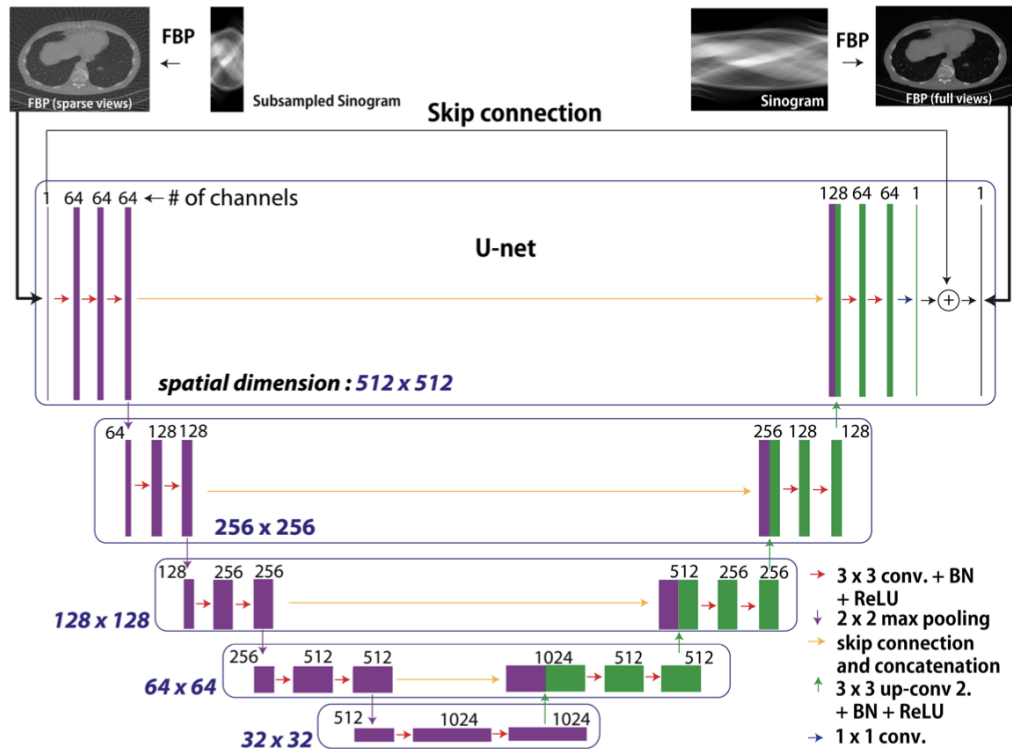 FBP
FBP (sparse views)
Subsampled Sinogram
FBP
Sinogram
FBP (full views)
Skip connection
1 64 64 64 ← # of channels
128 64 64 1 1
U-net
+
spatial dimension : 512 x 512
64 128 128
256 128 128
256 x 256
128 256 256
512 256 256
128 x 128
256 512 512
1024 512 512
64 x 64
512 1024 1024
32 x 32
3 x 3 conv. + BN
+ ReLU
2 x 2 max pooling
skip connection
and concatenation
3 x 3 up-conv 2.
+ BN + ReLU
1 x 1 conv.